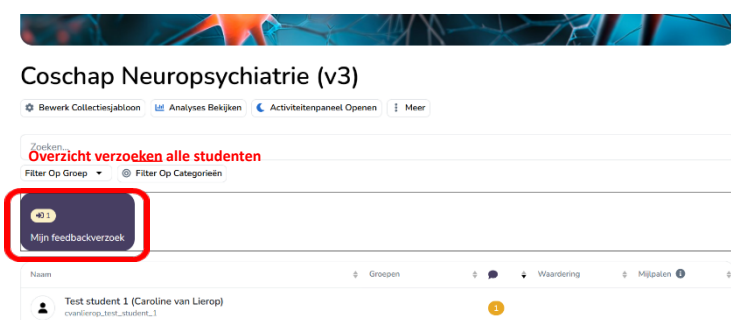 Coschap Neuropsychiatrie (v3)
Bewerk Collectiesjabloon Analyses Bekijken Activiteitenpaneel Openen Meer
Zoeken...
Overzicht verzoeken alle studenten
Filter Op Groep Filter Op Categorieën
1
Mijn feedbackverzoek
Naam Groepen Waardering Mijlpalen
Test student 1 (Caroline van Lierop)
cvanlierop_test_student_1
1